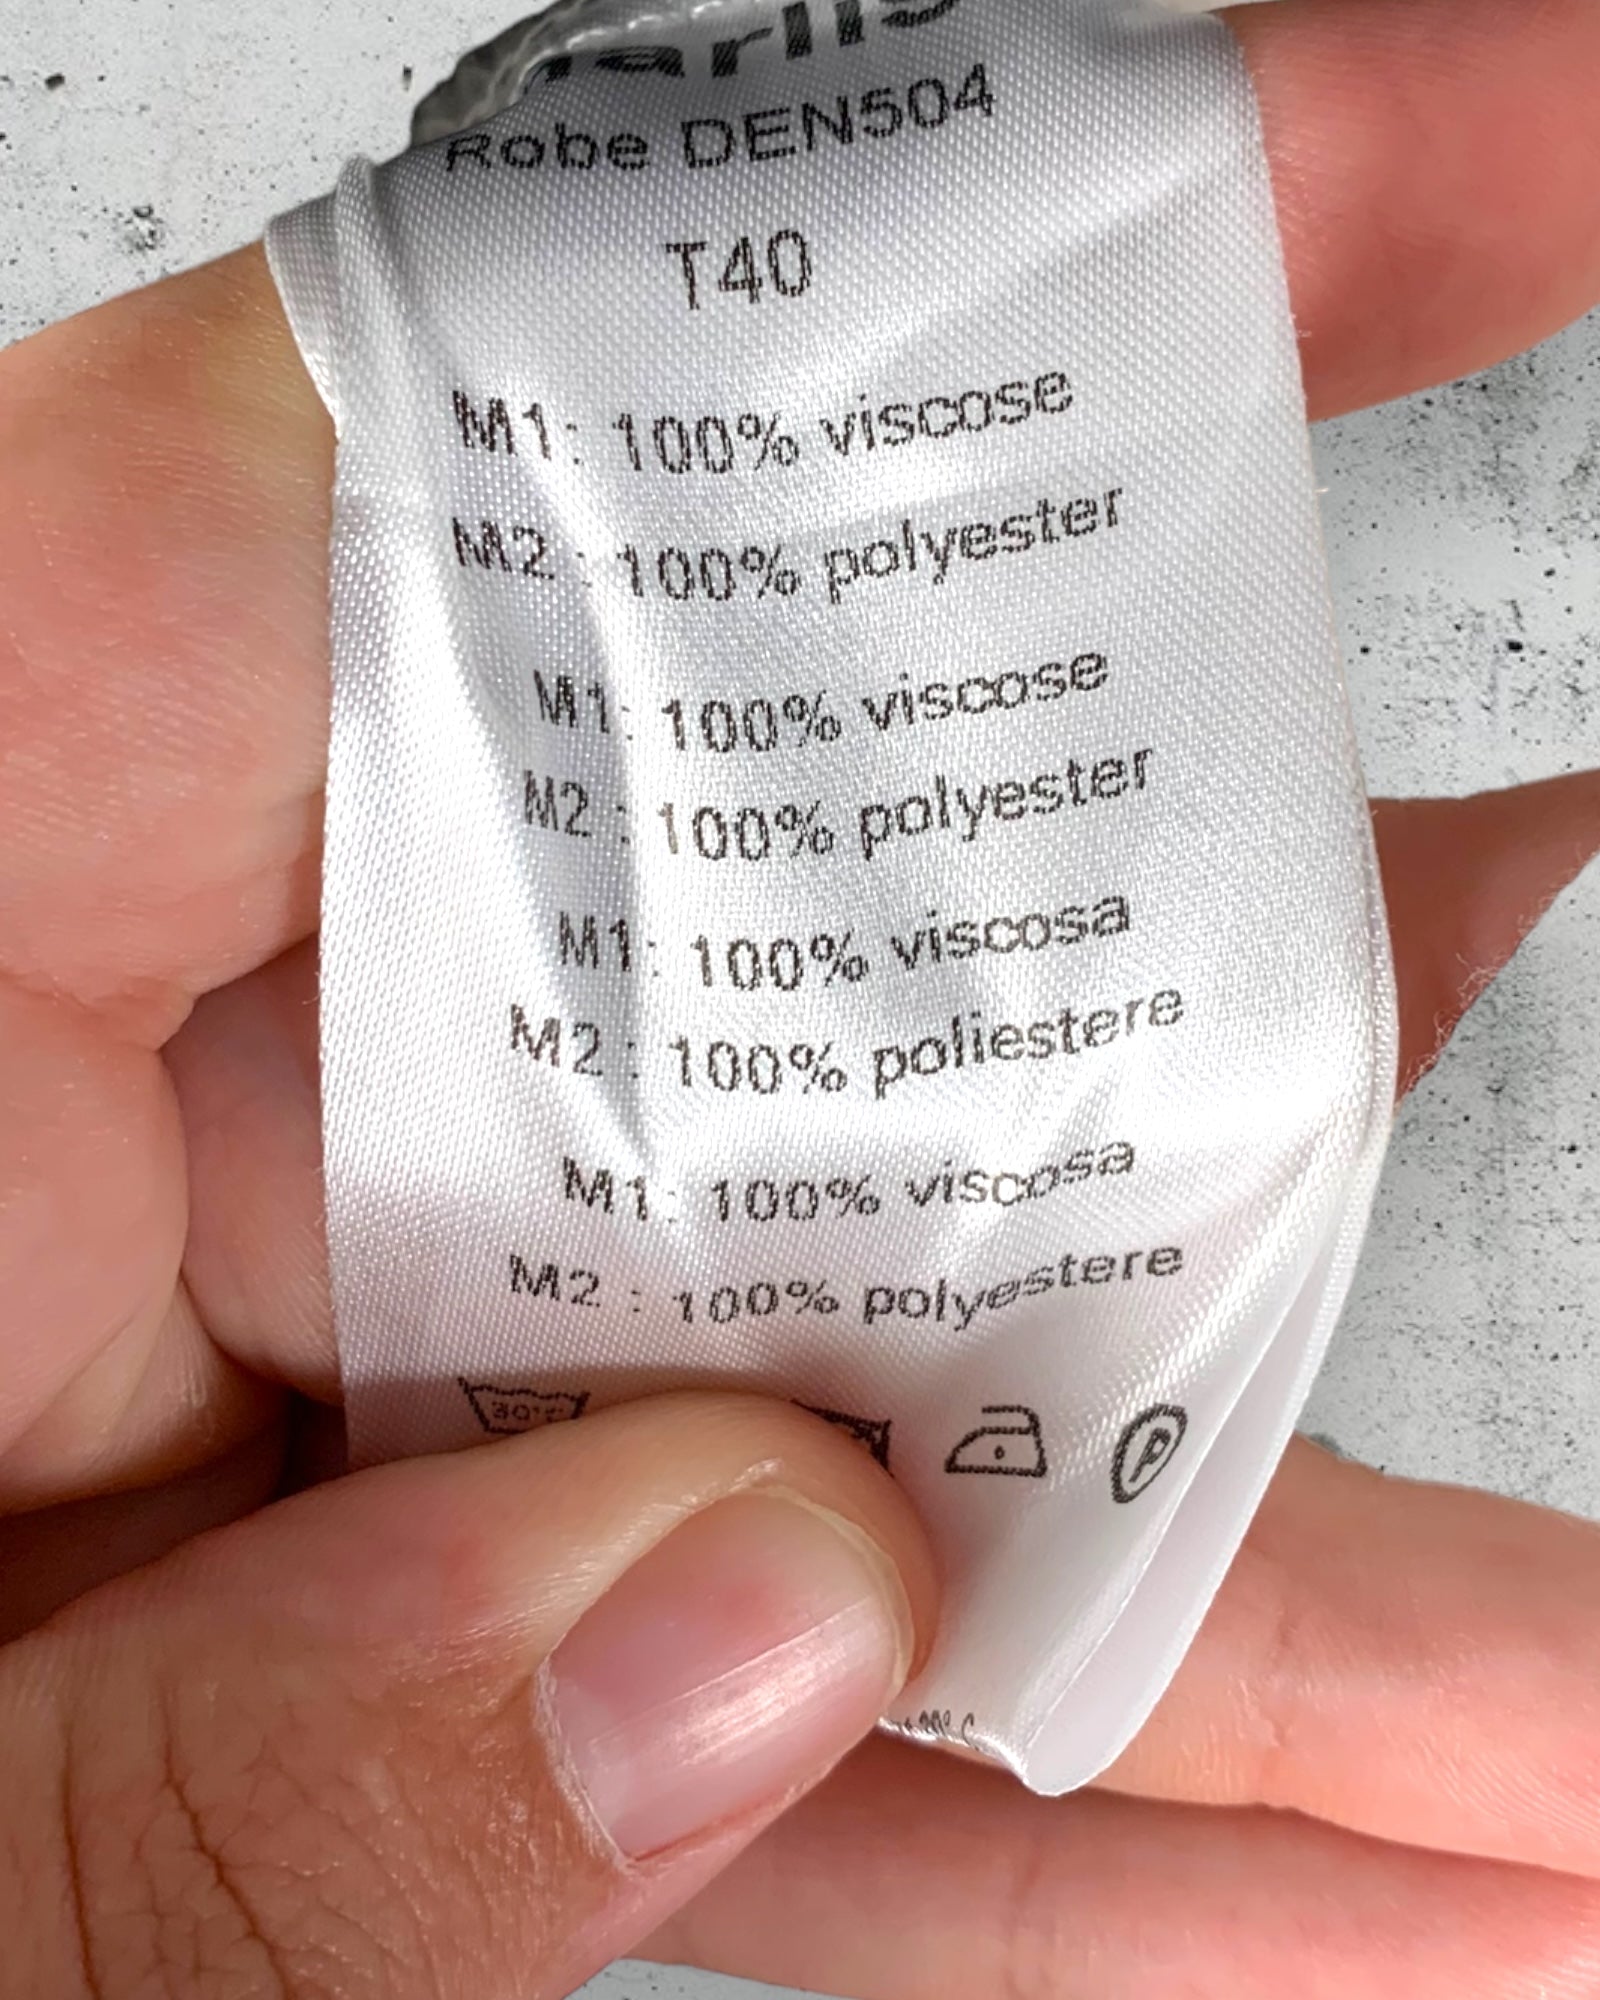 Robe DEN504
T40
M1: 100% viscose
M2 : 100% polyester
M1: 100% viscose
M2 : 100% polyester
M1: 100% viscosa
M2 : 100% poliestere
M1: 100% viscosa
M2 : 100% polyestere
30°C
P